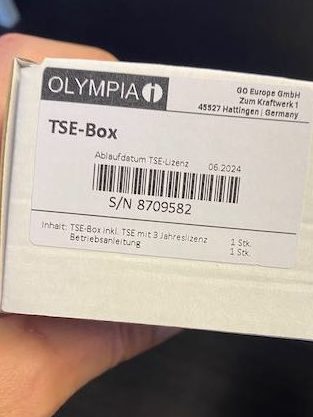 OLYMPIA
GO Europe GmbH
Zum Kraftwerk 1
45527 Hattingen | Germany
TSE-Box
Ablaufdatum TSE-Lizenz 06.2024
S/N 8709582
Inhalt: TSE-Box inkl. TSE mit 3 Jahreslizenz 1 Stk.
Betriebsanleitung 1 Stk.